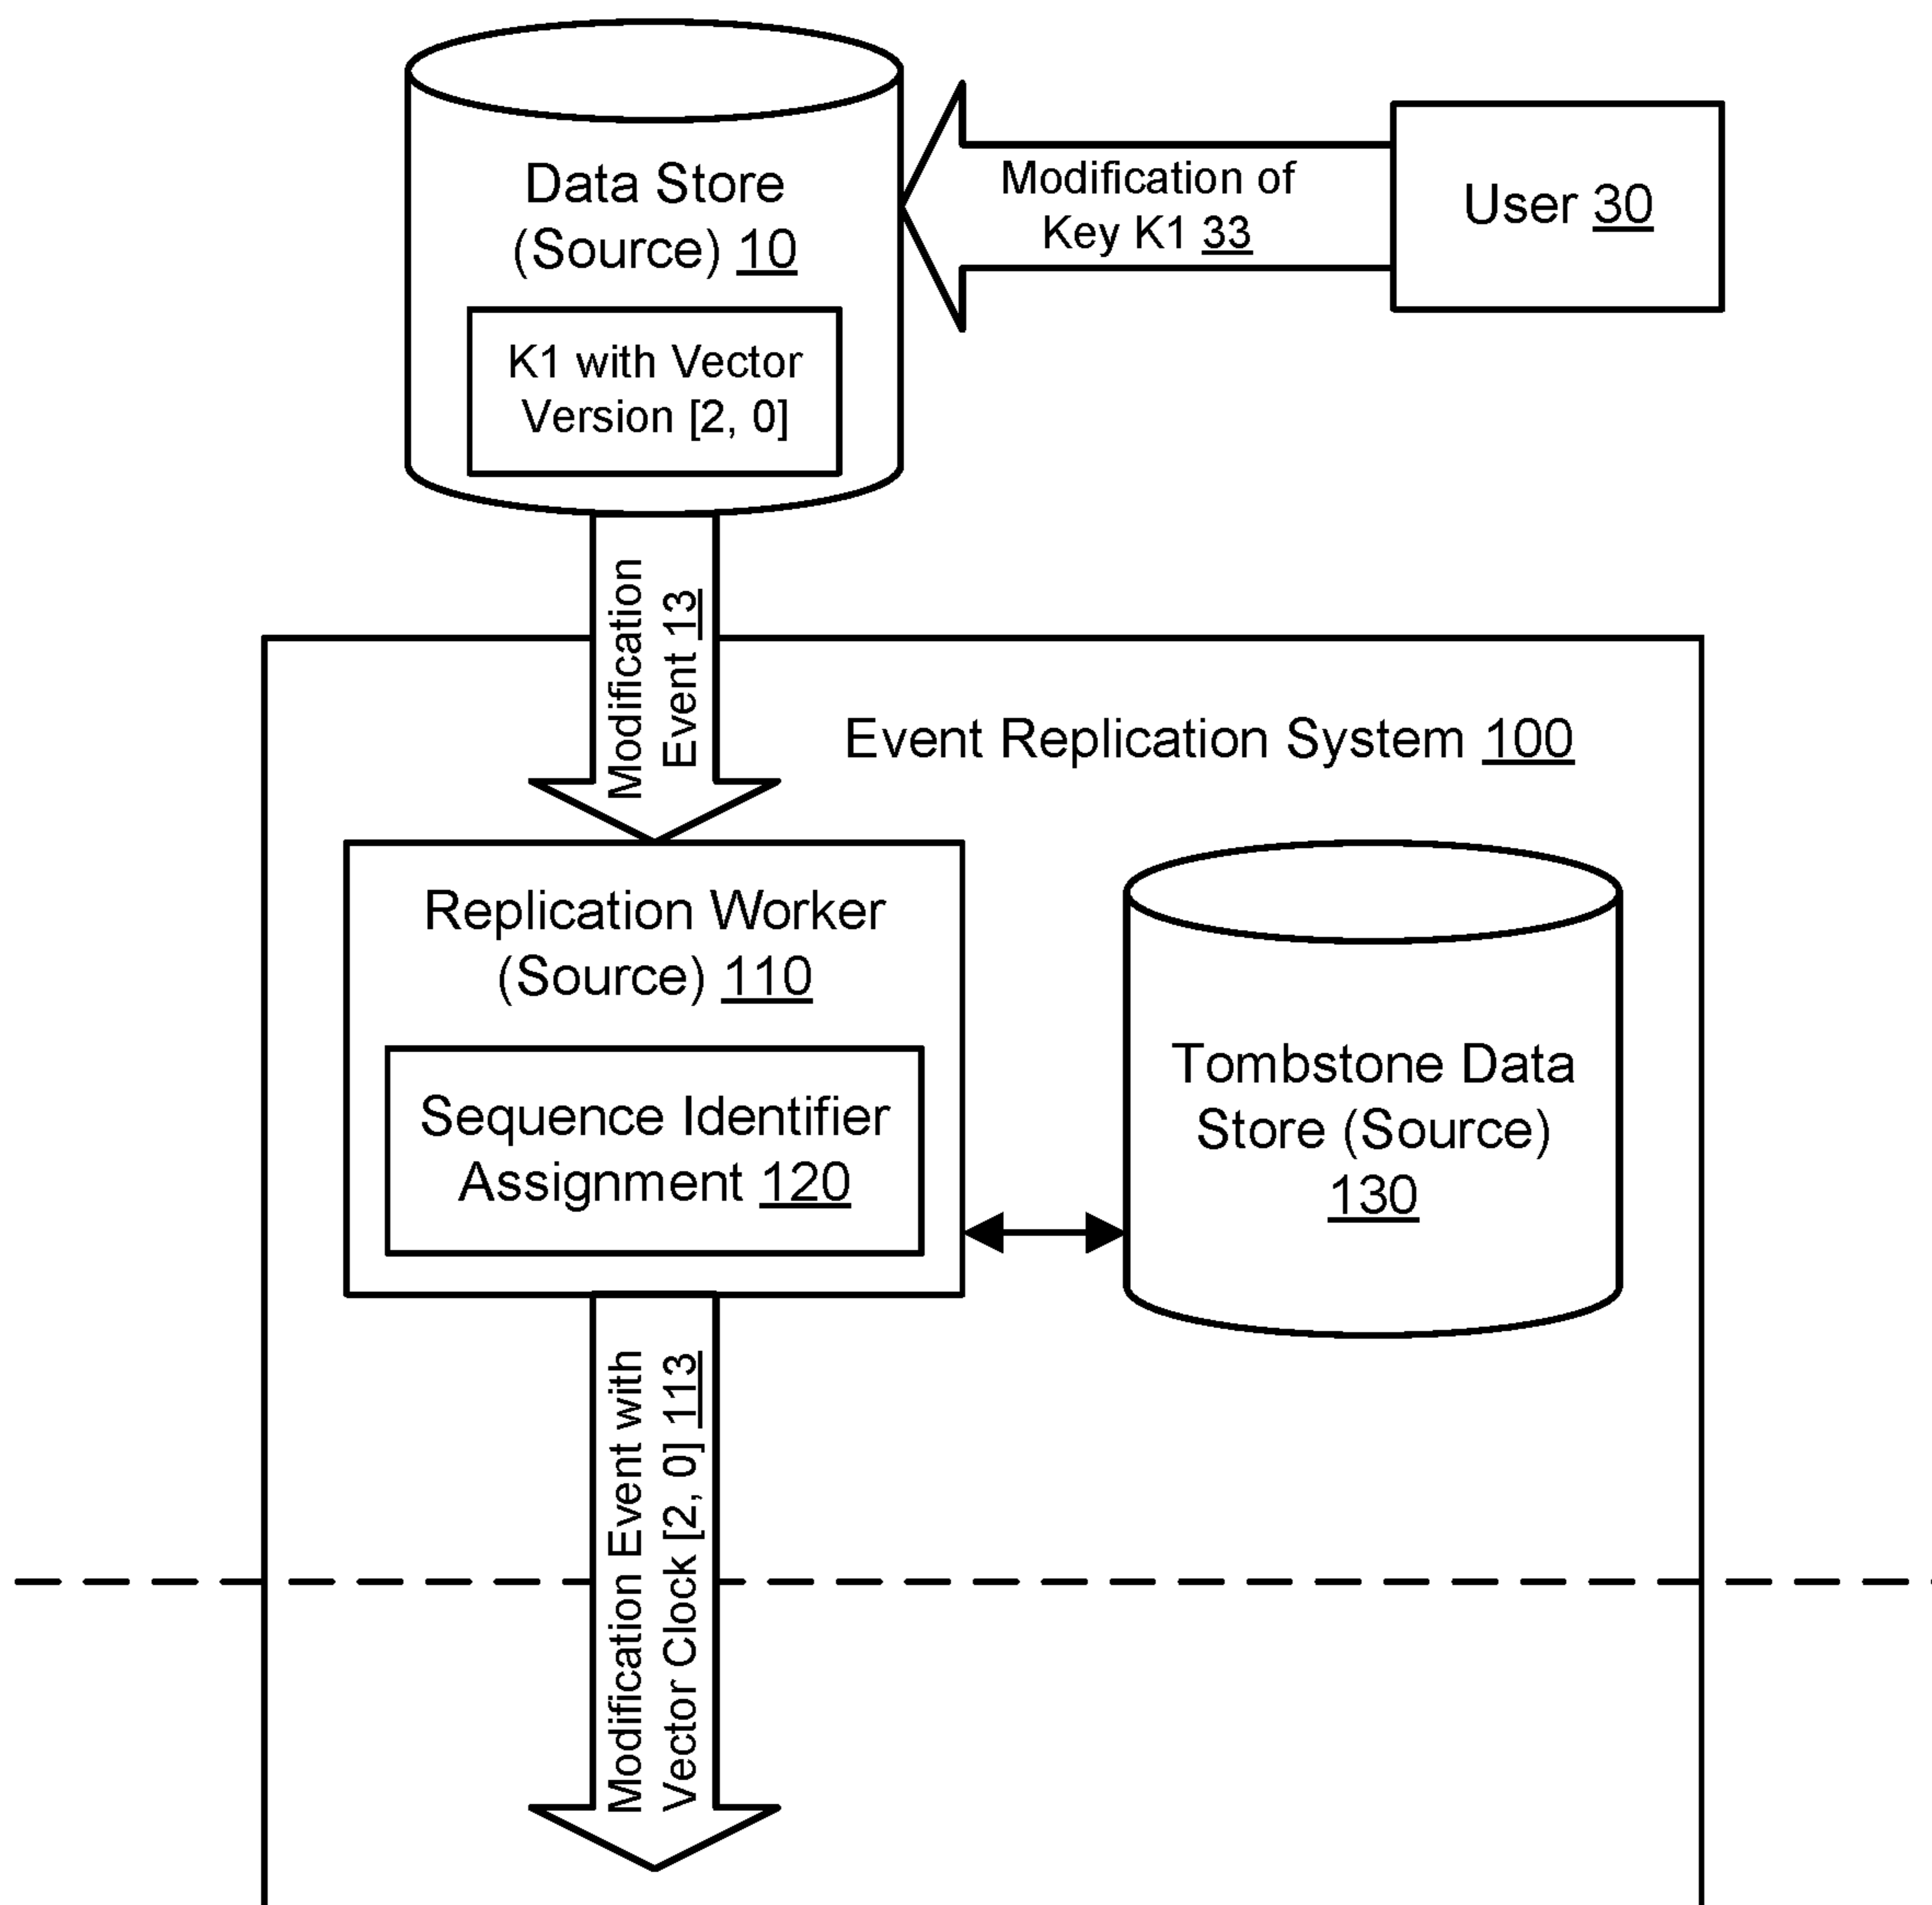 Data Store
(Source) 10
Modification of
Key K1 33
User 30
K1 with Vector
Version [2, 0]
Modification
Event 13
Event Replication System 100
Replication Worker
(Source) 110
Sequence Identifier
Assignment 120
Tombstone Data
Store (Source)
130
Modification Event with
Vector Clock [2, 0] 113